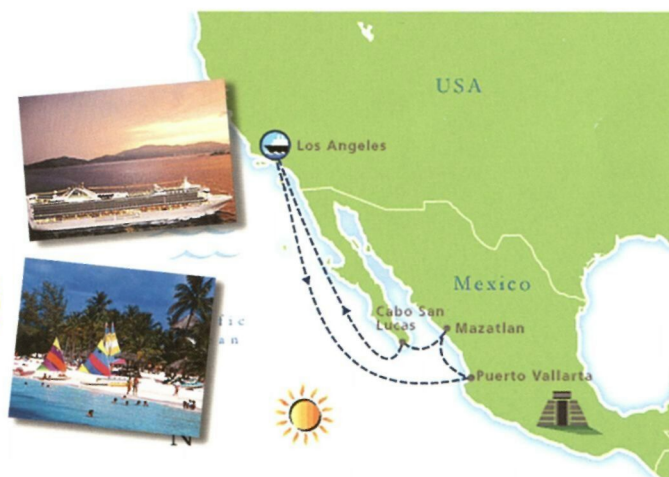 USA
Los Angeles
Mexico
Cabo San
Lucas
Mazatlan
Puerto Vallarta
N